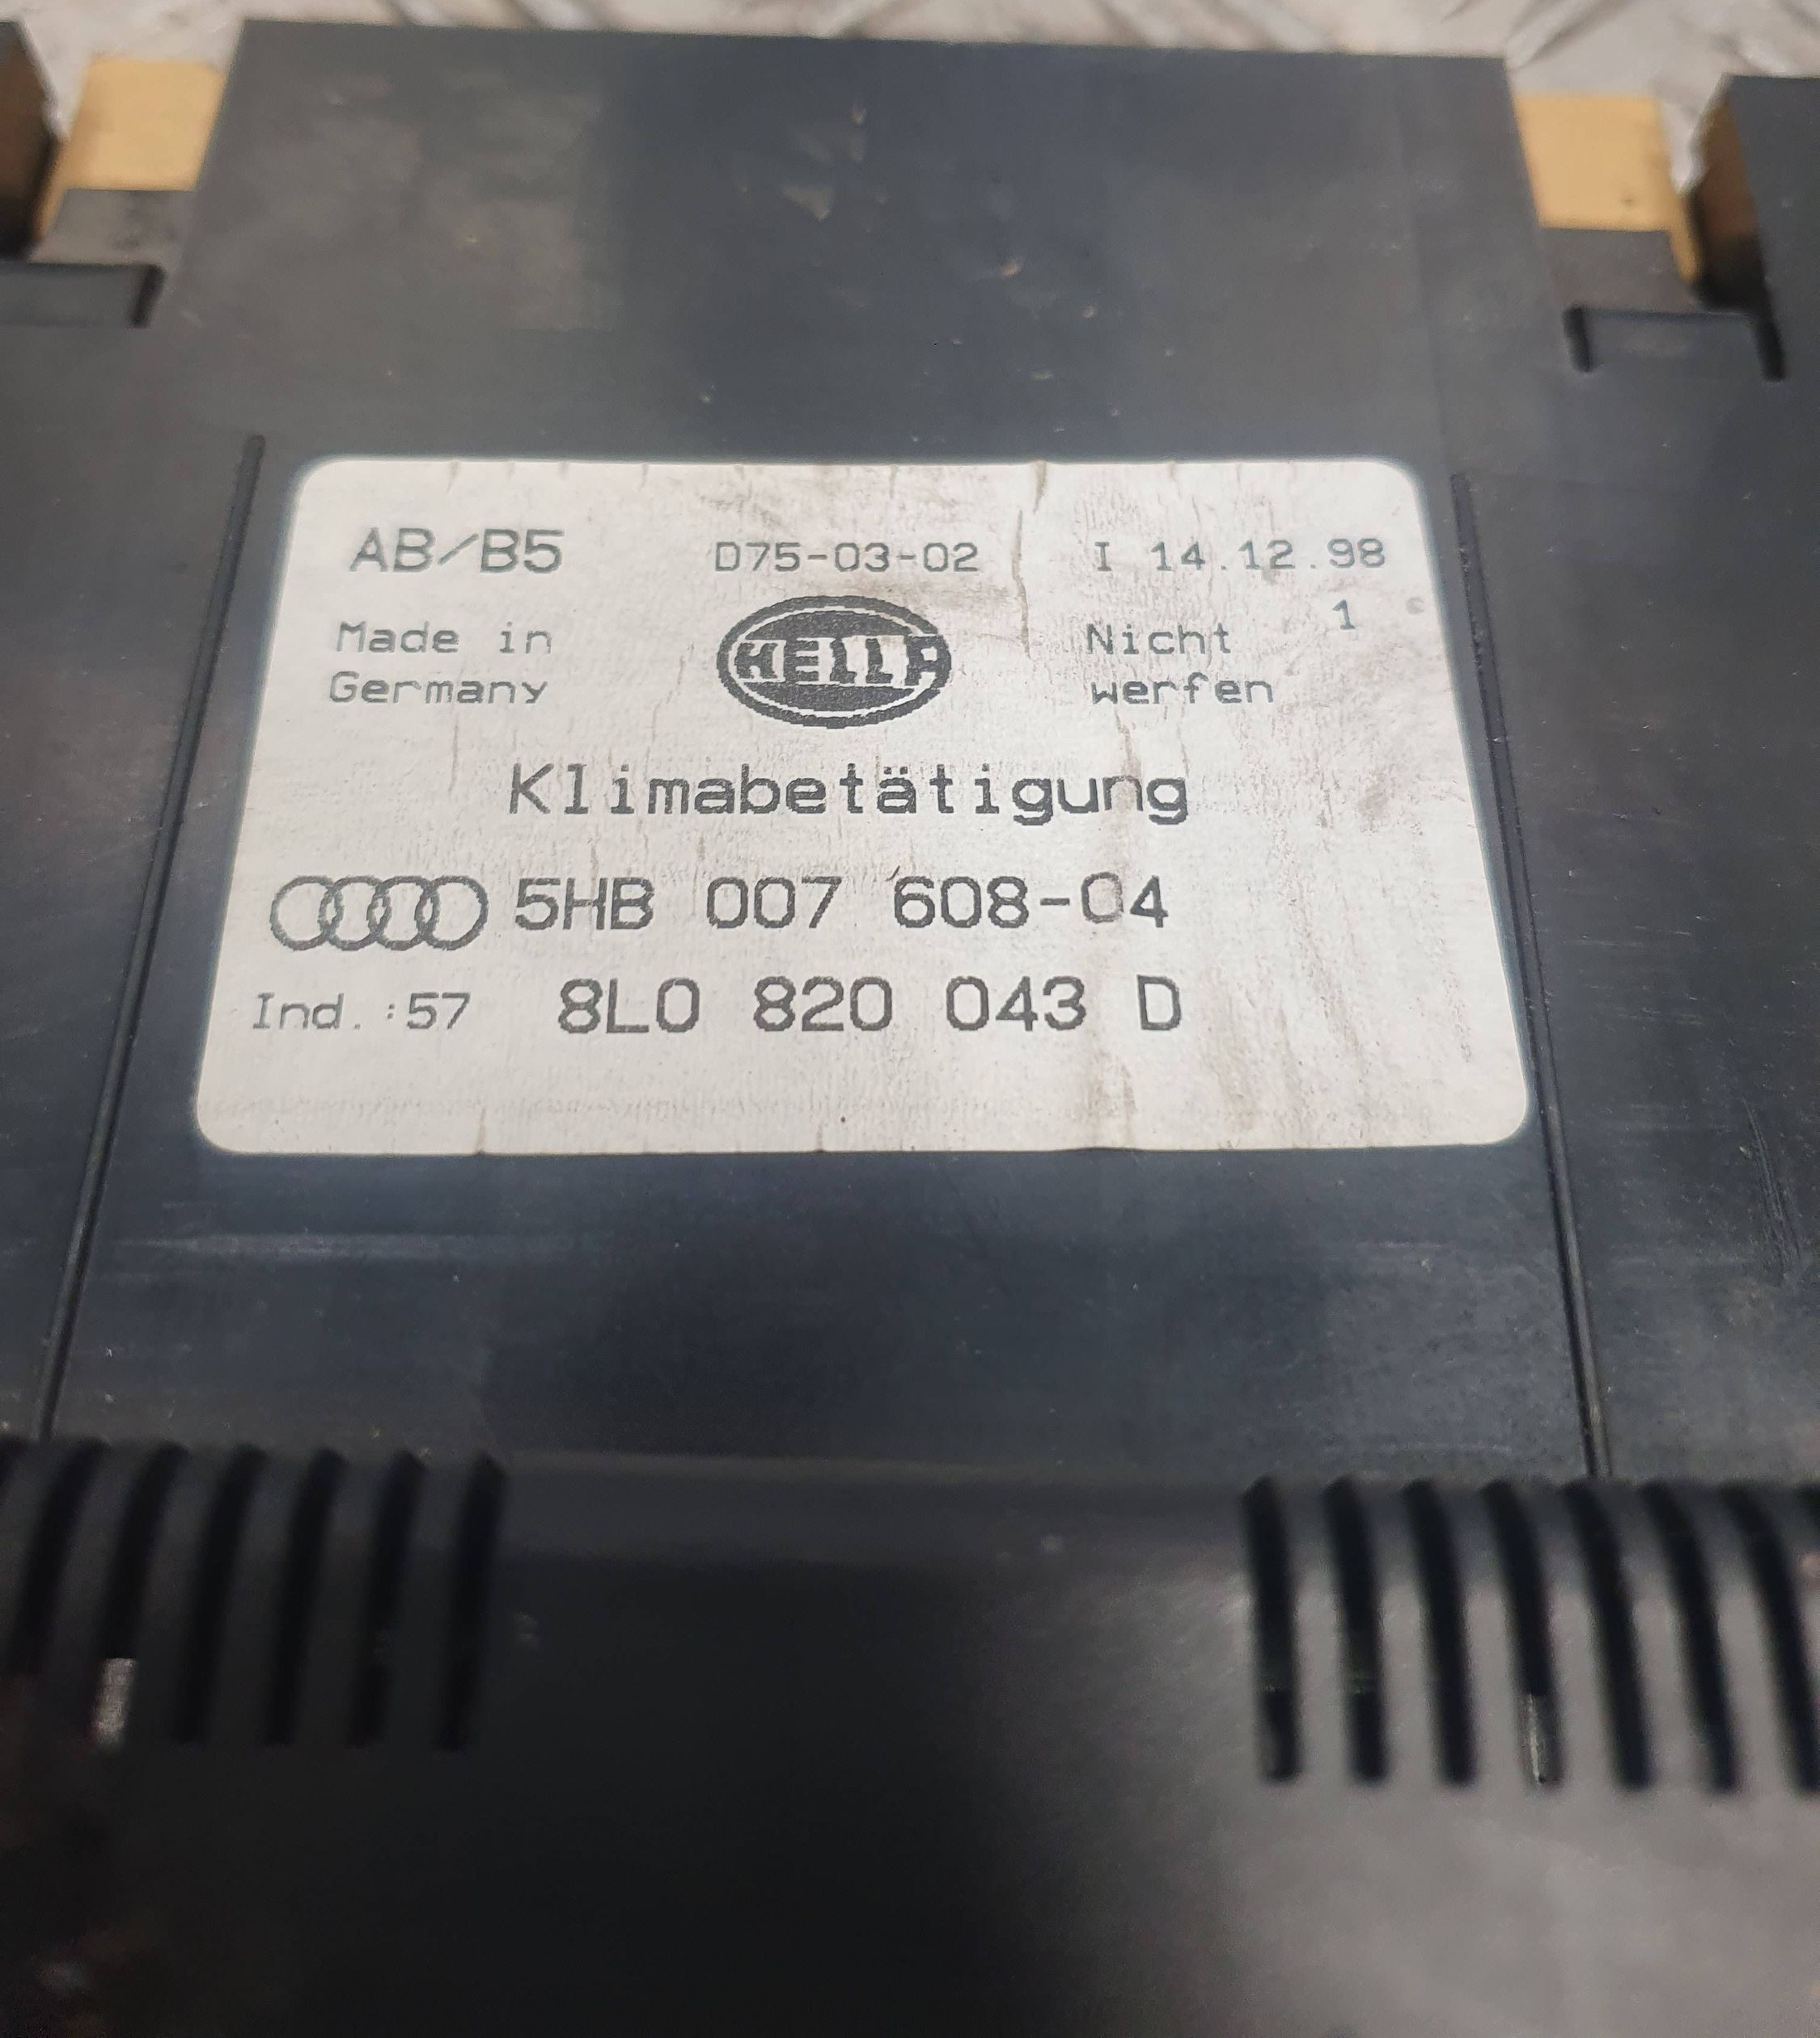 AB/B5 D75-03-02 I 14.12.98
1
Made in Germany
HELLA
Nicht werfen
Klimabetätigung
5HB 007 608-04
Ind.:57 8L0 820 043 D